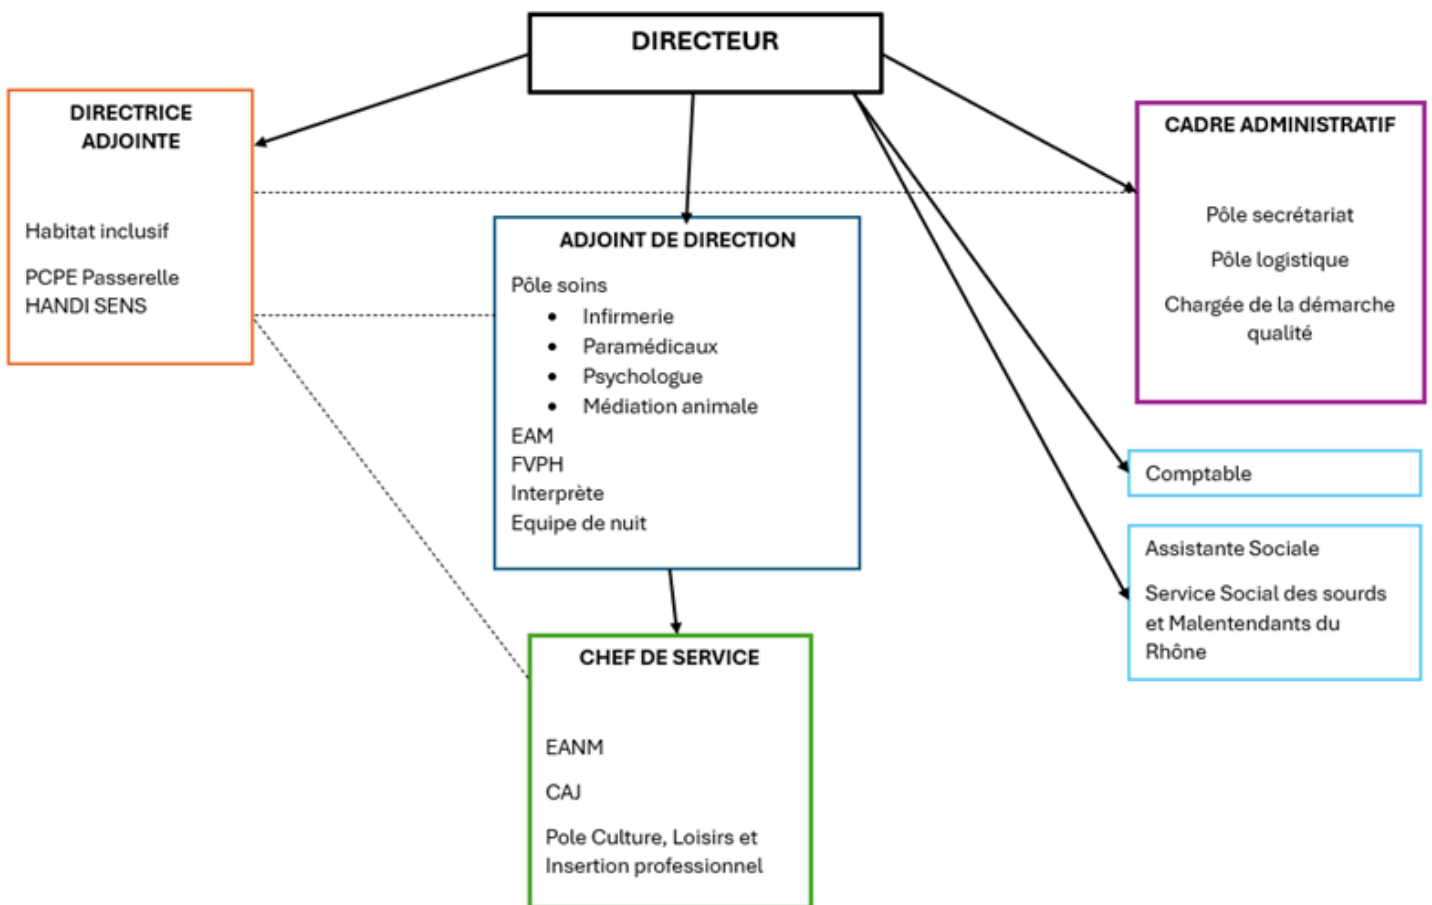 DIRECTEUR
DIRECTRICE
ADJOINTE
Habitat inclusif
PCPE Passerelle
HANDI SENS
ADJOINT DE DIRECTION
Pôle soins
• Infirmerie
• Paramédicaux
• Psychologue
• Médiation animale
EAM
FVPH
Interprète
Equipe de nuit
CHEF DE SERVICE
EANM
CAJ
Pole Culture, Loisirs et
Insertion professionnel
CADRE ADMINISTRATIF
Pôle secrétariat
Pôle logistique
Chargée de la démarche
qualité
Comptable
Assistante Sociale
Service Social des sourds
et Malentendants du
Rhône